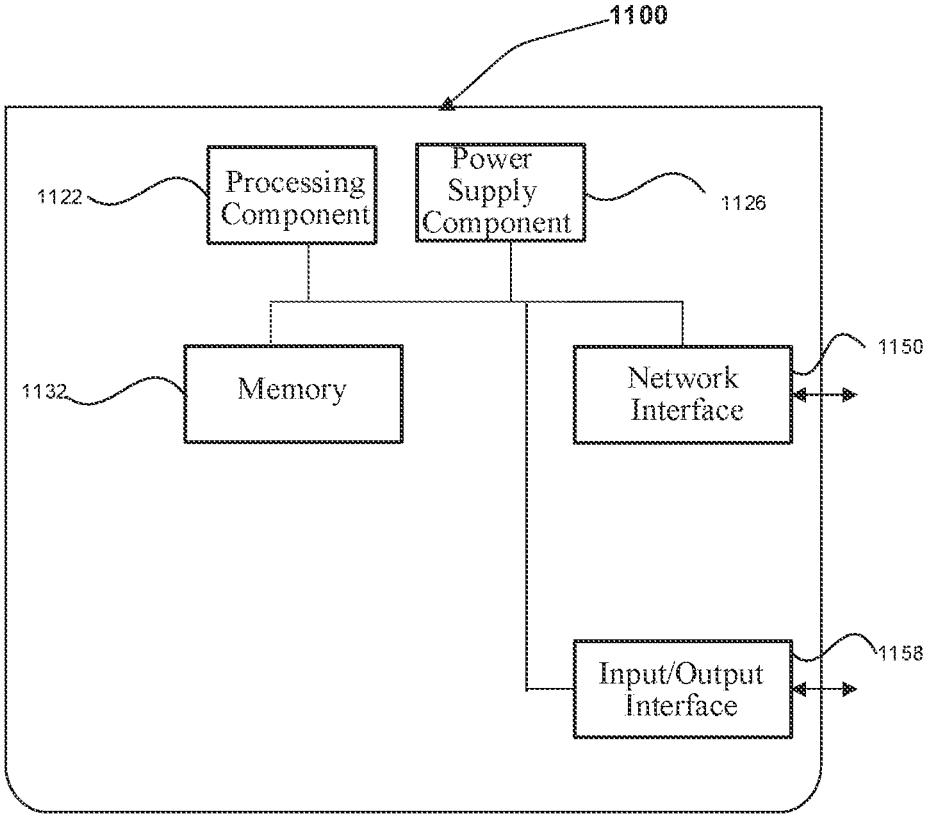 1100
Processing
Component
1122
Power
Supply
Component
1126
Memory
1132
Network
Interface
1150
Input/Output
Interface
1158